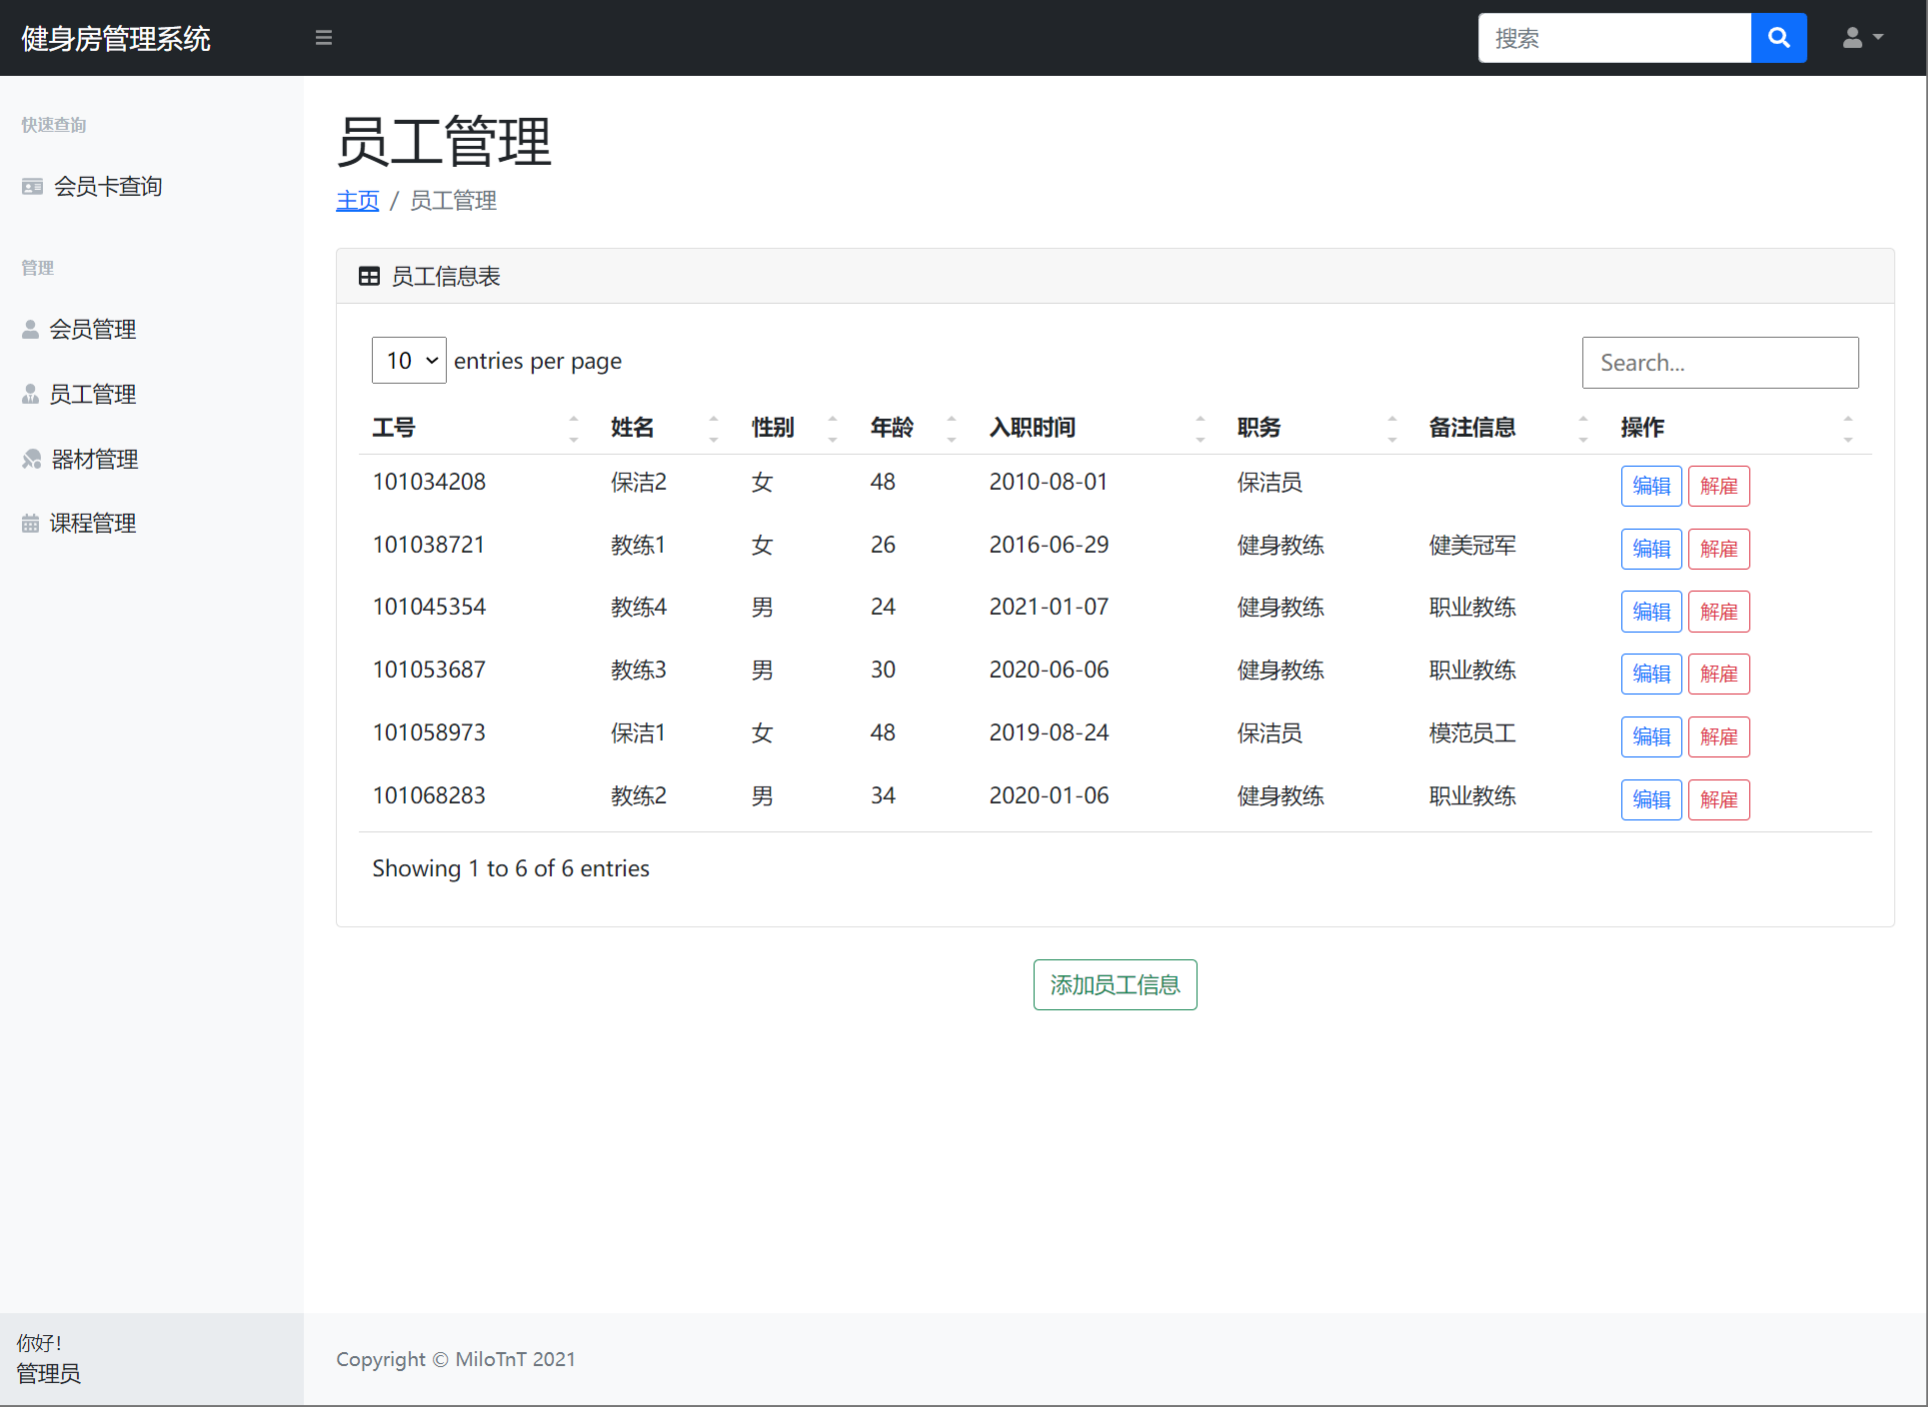 健身房管理系统
搜索
快速查询
会员卡查询
管理
会员管理
员工管理
器材管理
课程管理
员工管理
主页 / 员工管理
员工信息表
10 entries per page
Search...
工号 姓名 性别 年龄 入职时间 职务 备注信息 操作
101034208 保洁2 女 48 2010-08-01 保洁员 编辑 解雇
101038721 教练1 女 26 2016-06-29 健身教练 健美冠军 编辑 解雇
101045354 教练4 男 24 2021-01-07 健身教练 职业教练 编辑 解雇
101053687 教练3 男 30 2020-06-06 健身教练 职业教练 编辑 解雇
101058973 保洁1 女 48 2019-08-24 保洁员 模范员工 编辑 解雇
101068283 教练2 男 34 2020-01-06 健身教练 职业教练 编辑 解雇
Showing 1 to 6 of 6 entries
添加员工信息
你好！
管理员
Copyright © MiloTnT 2021